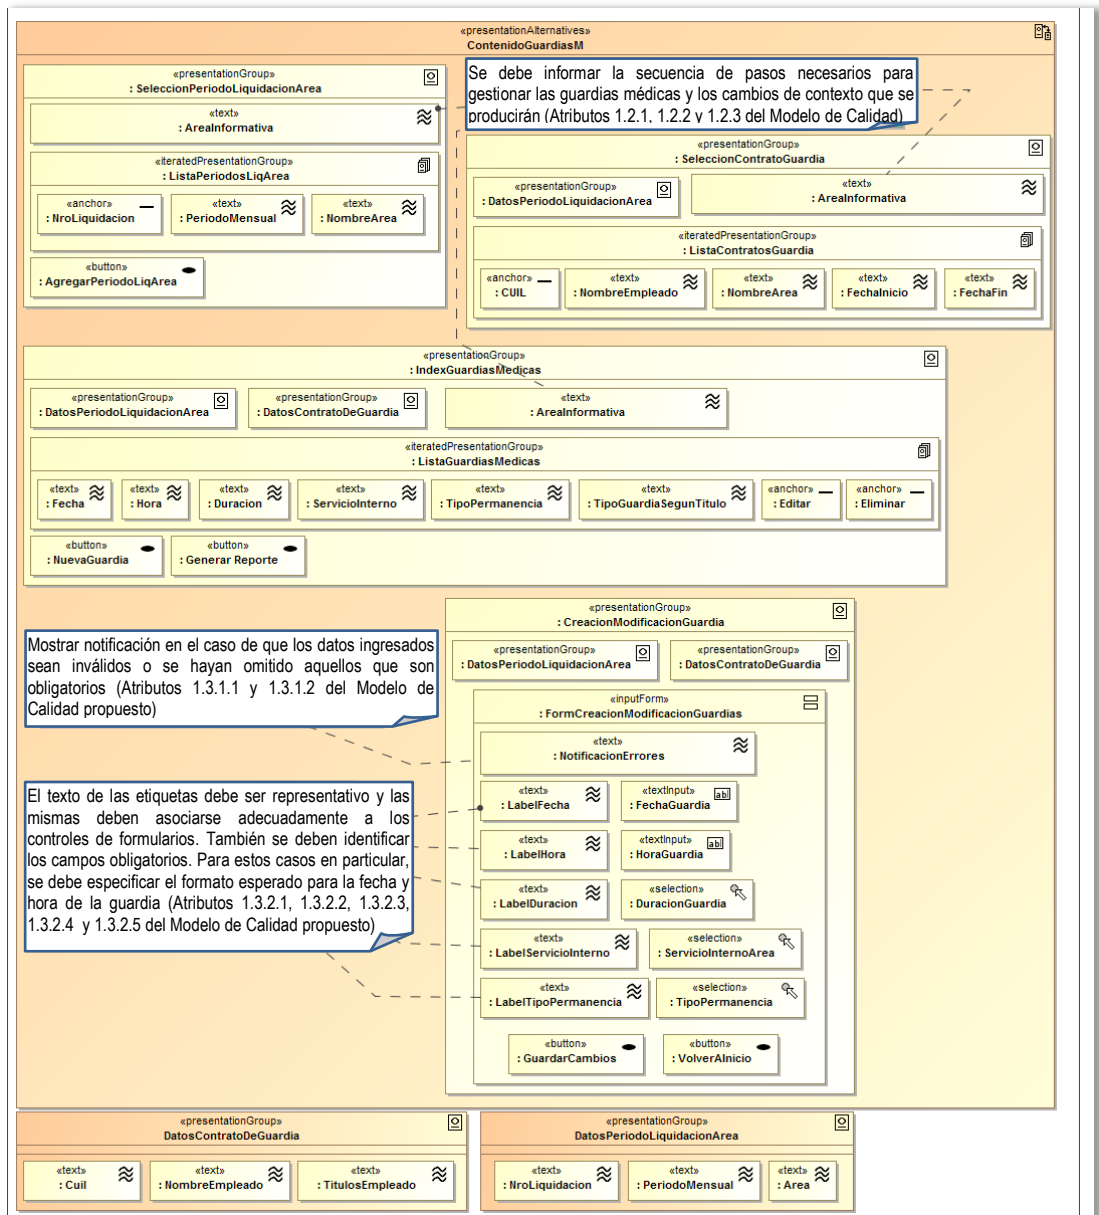 «presentationAlternatives»
ContenidoGuardiasM
«presentationGroup»
: SeleccionPeriodoLiquidacionArea
«text»
: AreaInformativa
«iteratedPresentationGroup»
: ListaPeriodosLiqArea
«anchor»
: NroLiquidacion
«text»
: PeriodoMensual
«text»
: NombreArea
«button»
: AgregarPeriodoLiqArea
Se debe informar la secuencia de pasos necesarios para
gestionar las guardias médicas y los cambios de contexto que se
producirán (Atributos 1.2.1, 1.2.2 y 1.2.3 del Modelo de Calidad)
«presentationGroup»
: SeleccionContratoGuardia
«presentationGroup»
: DatosPeriodoLiquidacionArea
«text»
: AreaInformativa
«iteratedPresentationGroup»
: ListaContratosGuardia
«anchor»
: CUIL
«text»
: NombreEmpleado
«text»
: NombreArea
«text»
: FechaInicio
«text»
: FechaFin
«presentationGroup»
: IndexGuardiasMedicas
«presentationGroup»
: DatosPeriodoLiquidacionArea
«presentationGroup»
: DatosContratoDeGuardia
«text»
: AreaInformativa
«iteratedPresentationGroup»
: ListaGuardiasMedicas
«text»
: Fecha
«text»
: Hora
«text»
: Duracion
«text»
: ServicioInterno
«text»
: TipoPermanencia
«text»
: TipoGuardiaSegunTitulo
«anchor»
: Editar
«anchor»
: Eliminar
«button»
: NuevaGuardia
«button»
: Generar Reporte
Mostrar notificación en el caso de que los datos ingresados
sean inválidos o se hayan omitido aquellos que son
obligatorios (Atributos 1.3.1.1 y 1.3.1.2 del Modelo de
Calidad propuesto)
El texto de las etiquetas debe ser representativo y las
mismas deben asociarse adecuadamente a los
controles de formularios. También se deben identificar
los campos obligatorios. Para estos casos en particular,
se debe especificar el formato esperado para la fecha y
hora de la guardia (Atributos 1.3.2.1, 1.3.2.2, 1.3.2.3,
1.3.2.4 y 1.3.2.5 del Modelo de Calidad propuesto)
«presentationGroup»
: CreacionModificacionGuardia
«presentationGroup»
: DatosPeriodoLiquidacionArea
«presentationGroup»
: DatosContratoDeGuardia
«inputForm»
: FormCreacionModificacionGuardias
«text»
: NotificacionErrores
«text»
: LabelFecha
«textInput»
: FechaGuardia
ab
«text»
: LabelHora
«textInput»
: HoraGuardia
ab
«text»
: LabelDuracion
«selection»
: DuracionGuardia
«text»
: LabelServicioInterno
«selection»
: ServicioInternoArea
«text»
: LabelTipoPermanencia
«selection»
: TipoPermanencia
«button»
: GuardarCambios
«button»
: VolverAInicio
«presentationGroup»
DatosContratoDeGuardia
«text»
: Cuil
«text»
: NombreEmpleado
«text»
: TitulosEmpleado
«presentationGroup»
DatosPeriodoLiquidacionArea
«text»
: NroLiquidacion
«text»
: PeriodoMensual
«text»
: Area